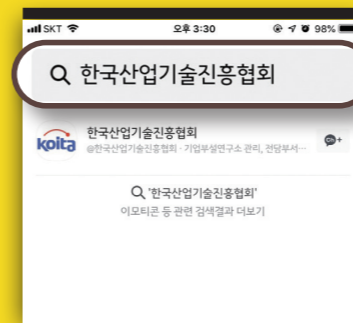 SKT 오후 3:30 98%
한국산업기술진흥협회
koita 한국산업기술진흥협회
@한국산업기술진흥협회 · 기업부설연구소 관리, 전담부서…
'한국산업기술진흥협회'
이모티콘 등 관련 검색결과 더보기